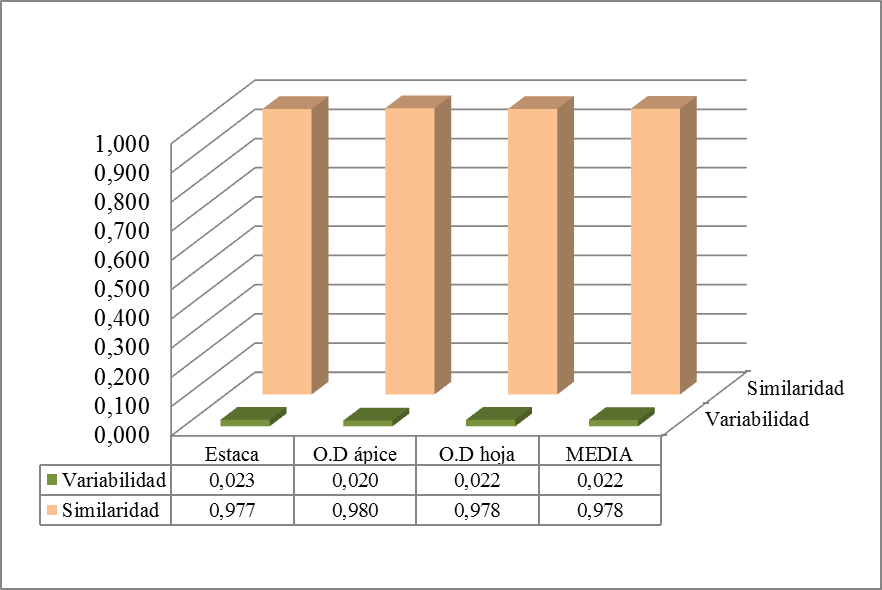 1,000
0,900
0,800
0,700
0,600
0,500
0,400
0,300
0,200
0,100
0,000
Similaridad
Variabilidad
Estaca O.D ápice O.D hoja MEDIA
Variabilidad 0,023 0,020 0,022 0,022
Similaridad 0,977 0,980 0,978 0,978